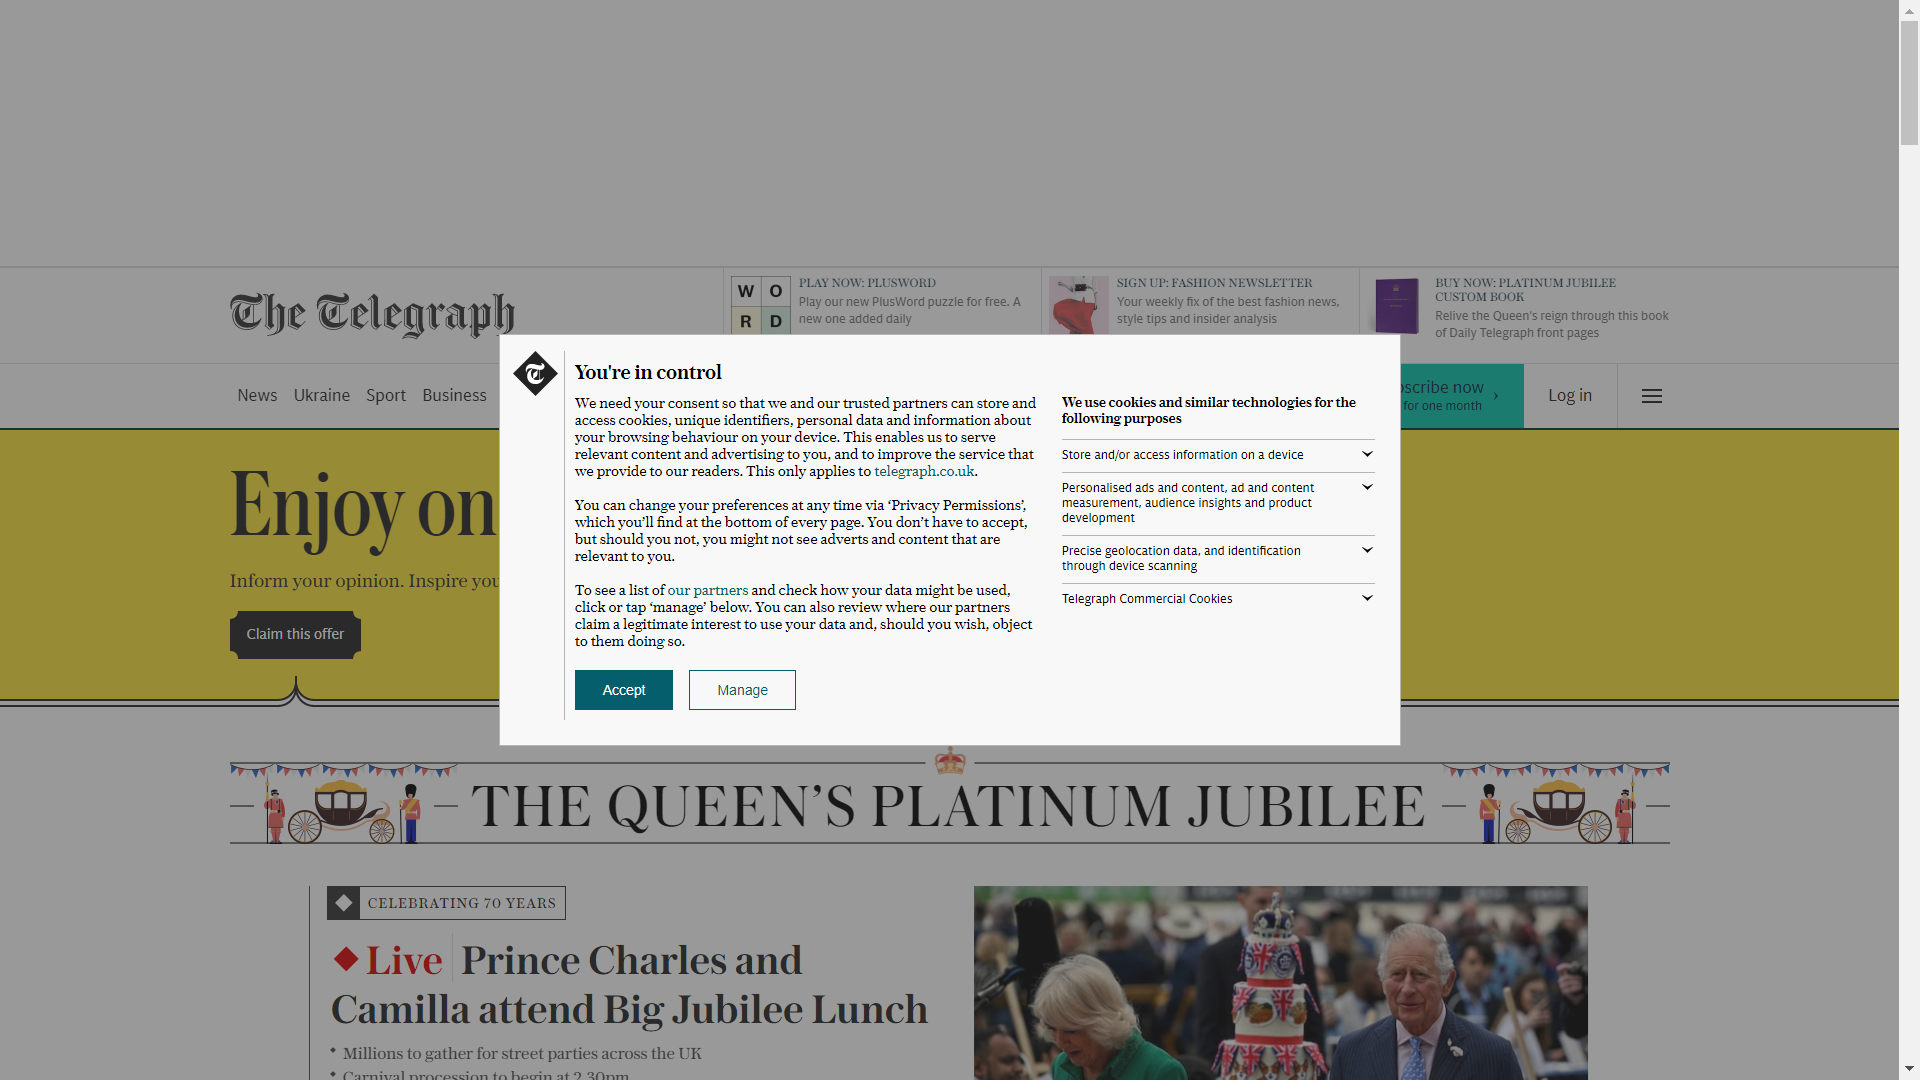 The Telegraph
W O
R D
PLAY NOW: PLUSWORD
Play our new PlusWord puzzle for free. A
new one added daily
SIGN UP: FASHION NEWSLETTER
Your weekly fix of the best fashion news,
style tips and insider analysis
BUY NOW: PLATINUM JUBILEE
CUSTOM BOOK
Relive the Queen's reign through this book
of Daily Telegraph front pages
News Ukraine Sport Business
scribe now
for one month
Log in
Enjoy on
Inform your opinion. Inspire
Claim this offer
You're in control
We need your consent so that we and our trusted partners can store and
access cookies, unique identifiers, personal data and information about
your browsing behaviour on your device. This enables us to serve
relevant content and advertising to you, and to improve the service that
we provide to our readers. This only applies to telegraph.co.uk.
You can change your preferences at any time via ‘Privacy Permissions’,
which you’ll find at the bottom of every page. You don’t have to accept,
but should you not, you might not see adverts and content that are
relevant to you.
To see a list of our partners and check how your data might be used,
click or tap ‘manage’ below. You can also review where our partners
claim a legitimate interest to use your data and, should you wish, object
to them doing so.
Accept
Manage
We use cookies and similar technologies for the
following purposes
Store and/or access information on a device
Personalised ads and content, ad and content
measurement, audience insights and product
development
Precise geolocation data, and identification
through device scanning
Telegraph Commercial Cookies
THE QUEEN’S PLATINUM JUBILEE
CELEBRATING 70 YEARS
Live Prince Charles and
Camilla attend Big Jubilee Lunch
Millions to gather for street parties across the UK
Carnival procession to begin at 2.30pm